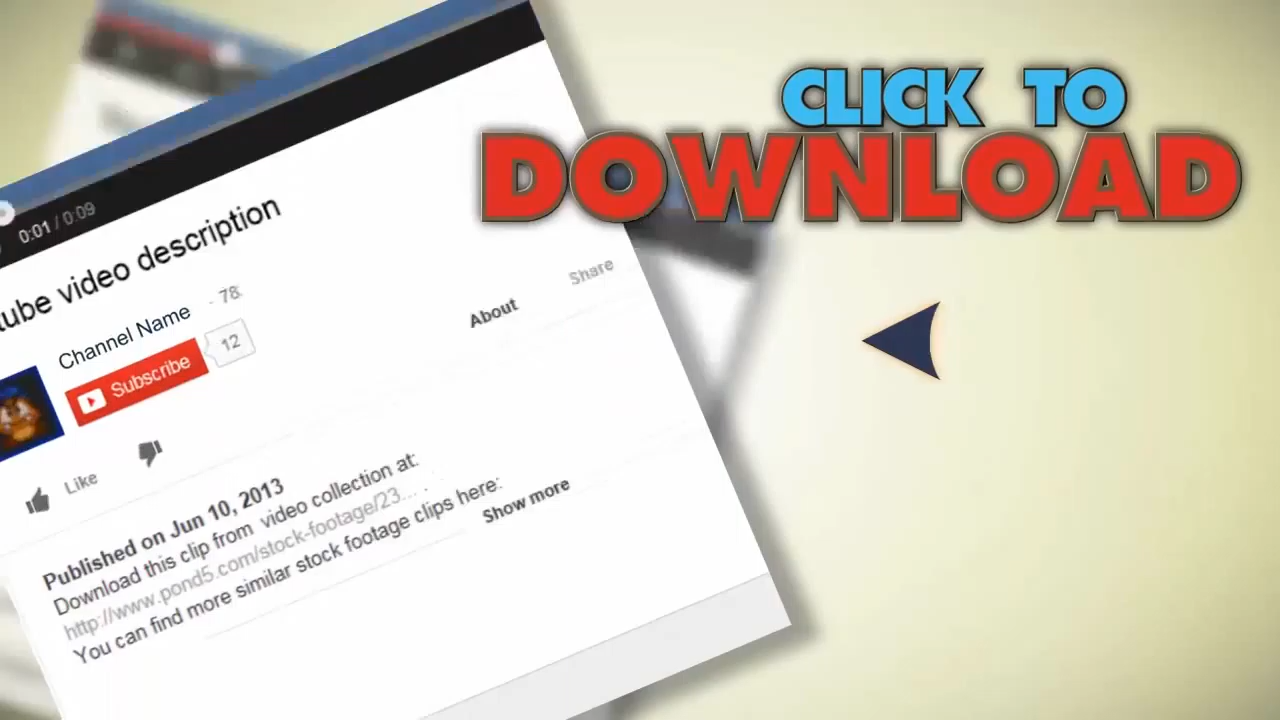 CLICK TO
DOWNLOAD
0:01 / 0:09
tube video description
Channel Name - 78
Subscribe 12
About
Share
Like
Published on Jun 10, 2013
Download this clip from video collection at:
http://www.pond5.com/stock-footage/23...
You can find more similar stock footage clips here:
Show more